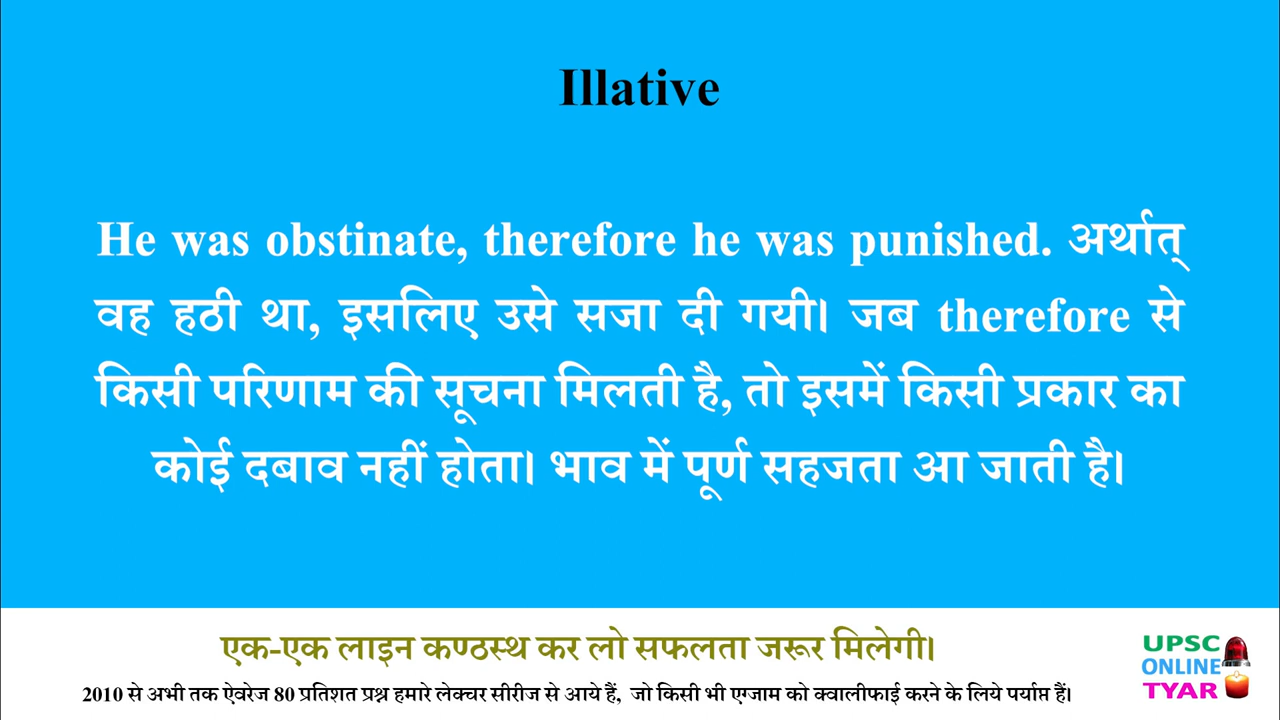 Illative
He was obstinate, therefore he was punished. अर्थात्
वह हठी था, इसलिए उसे सजा दी गयी। जब therefore से
किसी परिणाम की सूचना मिलती है, तो इसमें किसी प्रकार का
कोई दबाव नहीं होता। भाव में पूर्ण सहजता आ जाती है।
एक-एक लाइन कण्ठस्थ कर लो सफलता जरूर मिलेगी।
2010 से अभी तक ऐवरेज 80 प्रतिशत प्रश्न हमारे लेक्चर सीरीज से आये हैं, जो किसी भी एग्जाम को क्वालीफाई करने के लिये पर्याप्त हैं।
UPSC
ONLINE
TYAR